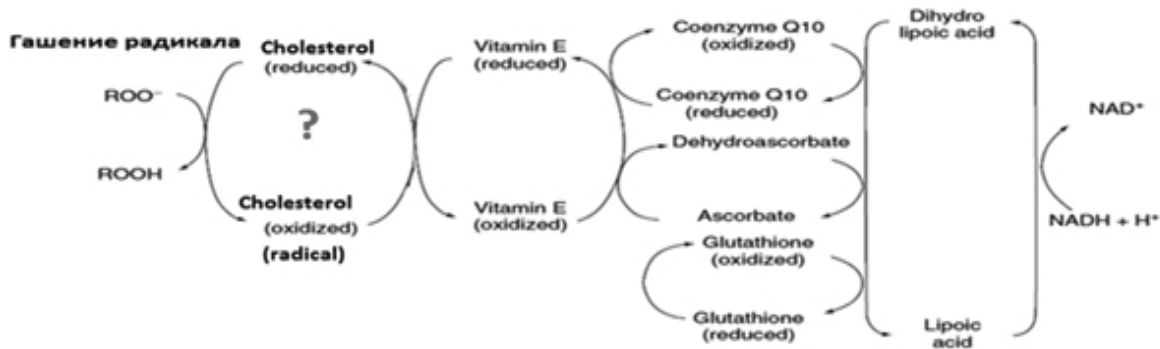 Гашение радикала
ROO⁻
ROOH
Cholesterol
(reduced)
?
Cholesterol
(oxidized)
(radical)
Vitamin E
(reduced)
Vitamin E
(oxidized)
Coenzyme Q10
(oxidized)
Coenzyme Q10
(reduced)
Dehydroascorbate
Ascorbate
Glutathione
(oxidized)
Glutathione
(reduced)
Dihydro
lipoic acid
Lipoic
acid
NAD⁺
NADH + H⁺